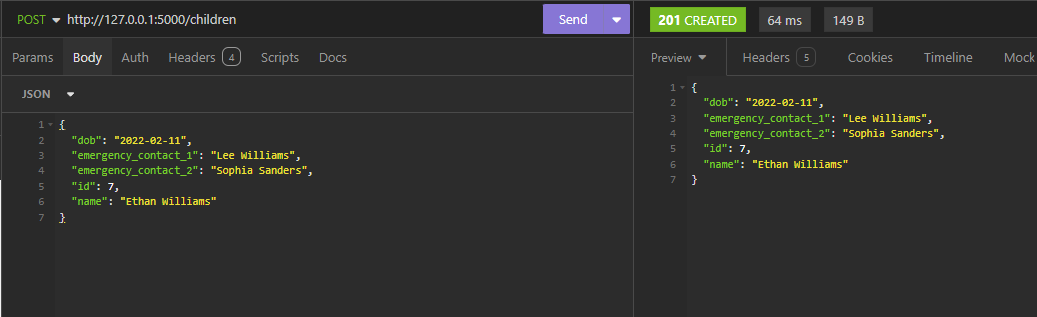 POST http://127.0.0.1:5000/children Send 201 CREATED 64 ms 149 B
Params Body Auth Headers 4 Scripts Docs Preview Headers 5 Cookies Timeline Mock
JSON
1 {
2 "dob": "2022-02-11",
3 "emergency_contact_1": "Lee Williams",
4 "emergency_contact_2": "Sophia Sanders",
5 "id": 7,
6 "name": "Ethan Williams"
7 }
1 {
2 "dob": "2022-02-11",
3 "emergency_contact_1": "Lee Williams",
4 "emergency_contact_2": "Sophia Sanders",
5 "id": 7,
6 "name": "Ethan Williams"
7 }